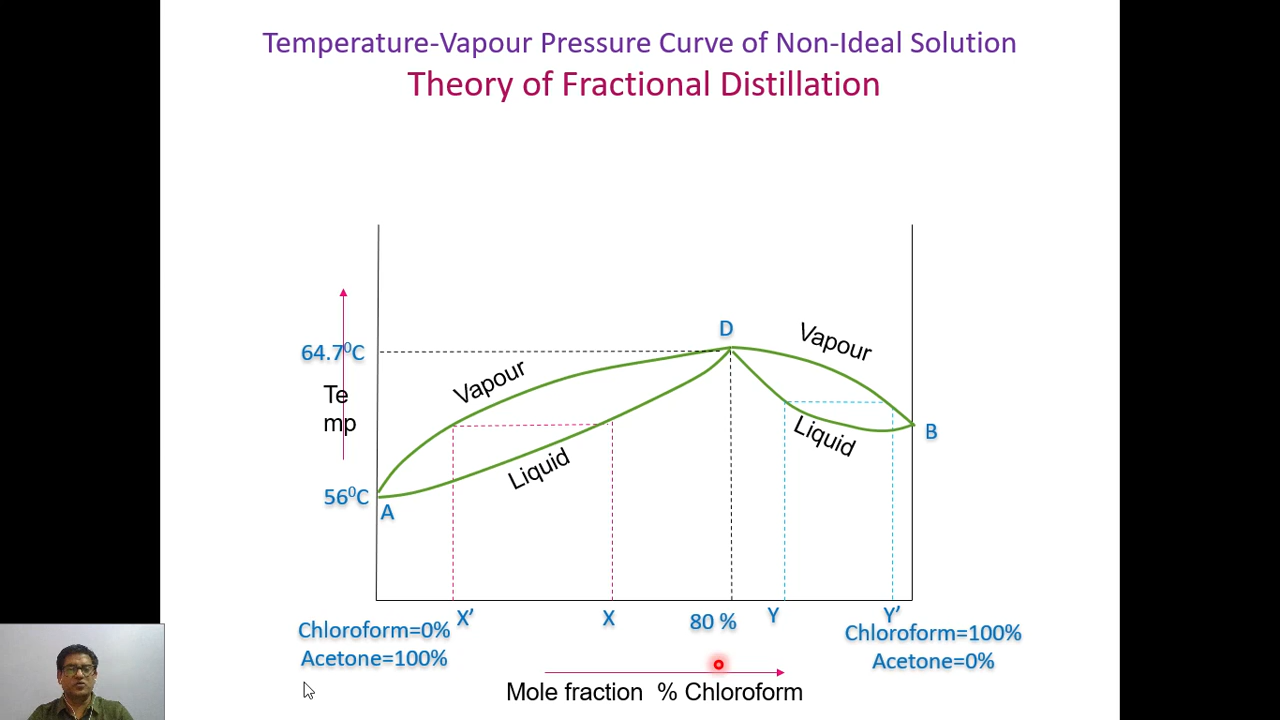 Temperature-Vapour Pressure Curve of Non-Ideal Solution
Theory of Fractional Distillation
D
Vapour
64.7⁰C
Vapour
Te
mp
Liquid
B
Liquid
56⁰C
A
X’
X
80 %
Y
Y’
Chloroform=0%
Acetone=100%
Chloroform=100%
Acetone=0%
Mole fraction % Chloroform